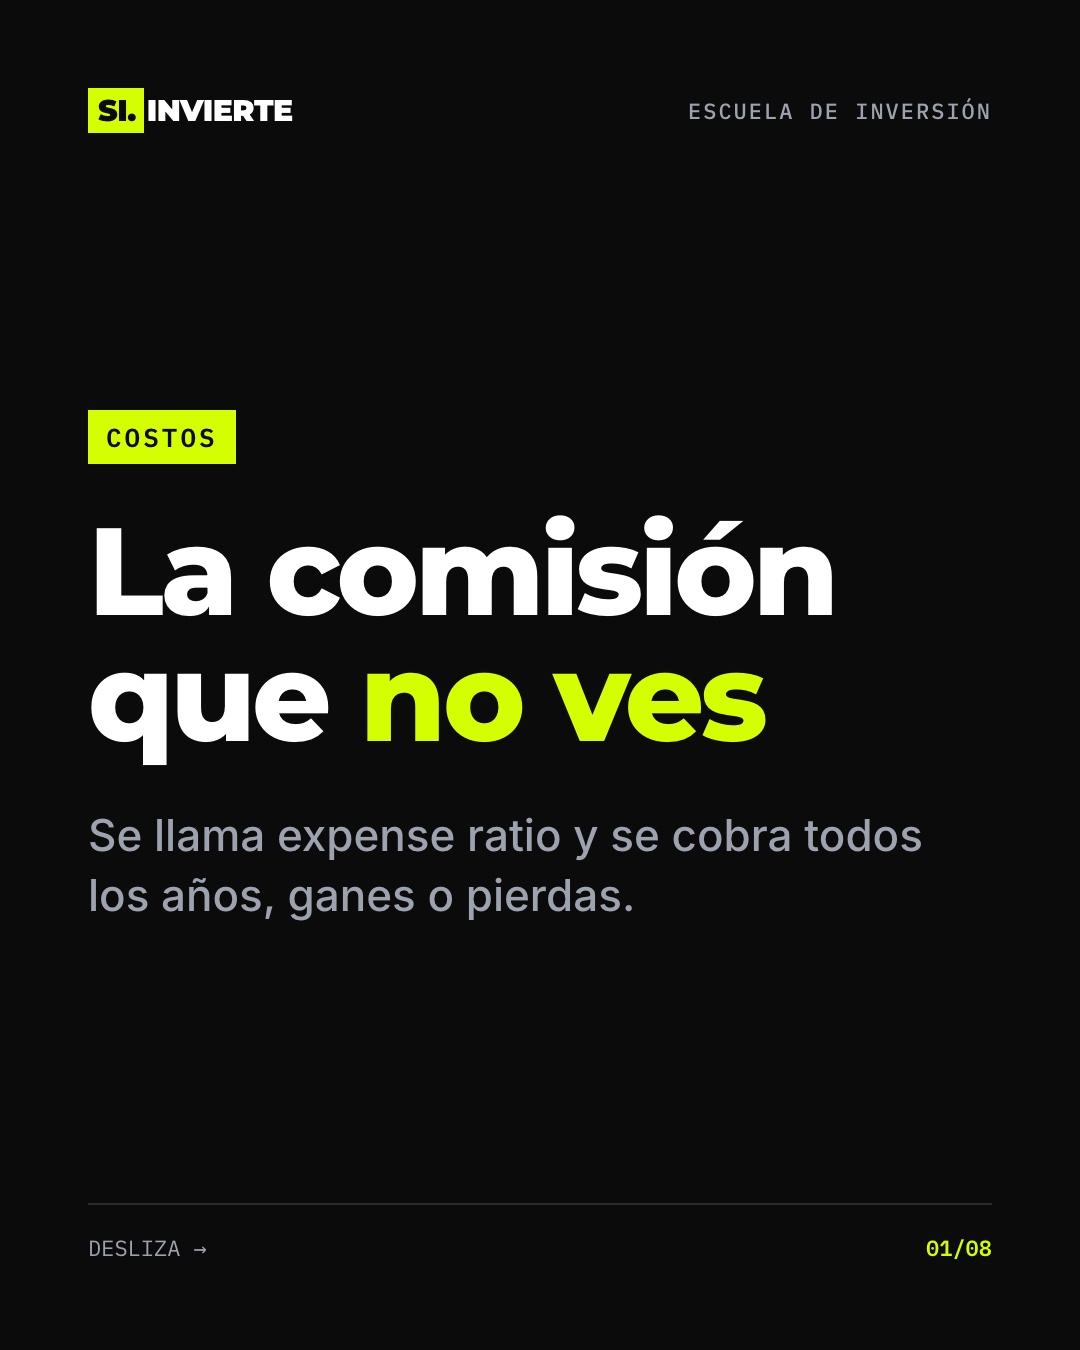 SI. INVIERTE
ESCUELA DE INVERSIÓN
COSTOS
La comisión
que no ves
Se llama expense ratio y se cobra todos
los años, ganes o pierdas.
DESLIZA →
01/08